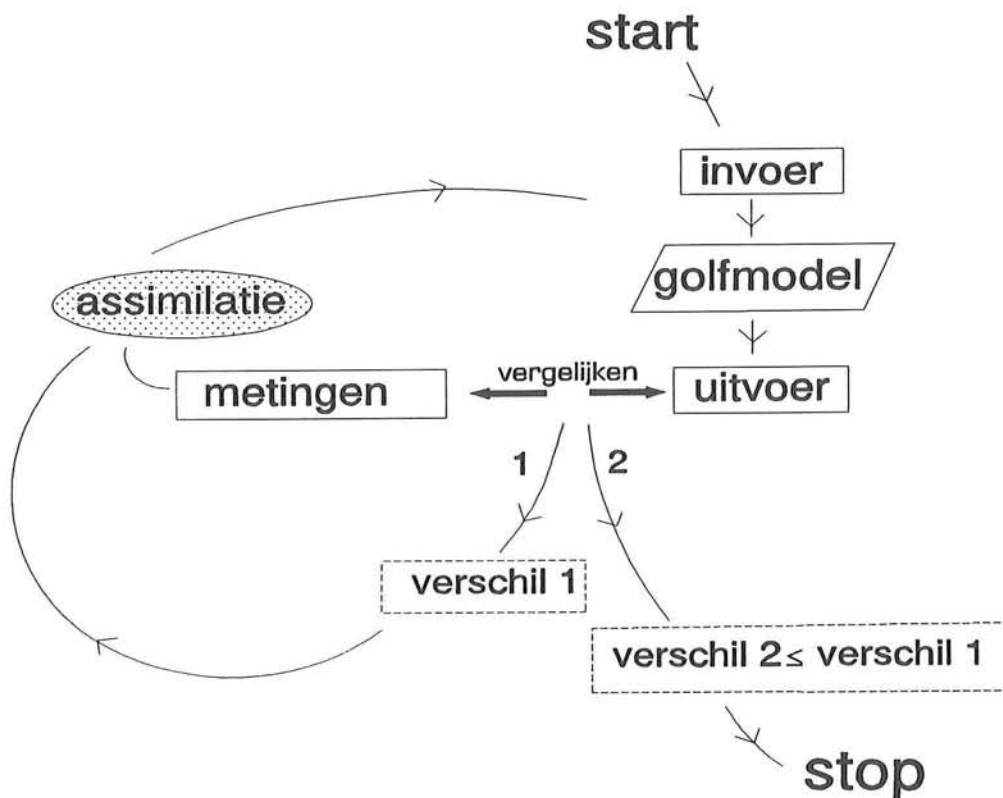 start
invoer
golfmodel
assimilatie
vergelijken
metingen
uitvoer
1
2
verschil 1
verschil 2 ≤ verschil 1
stop